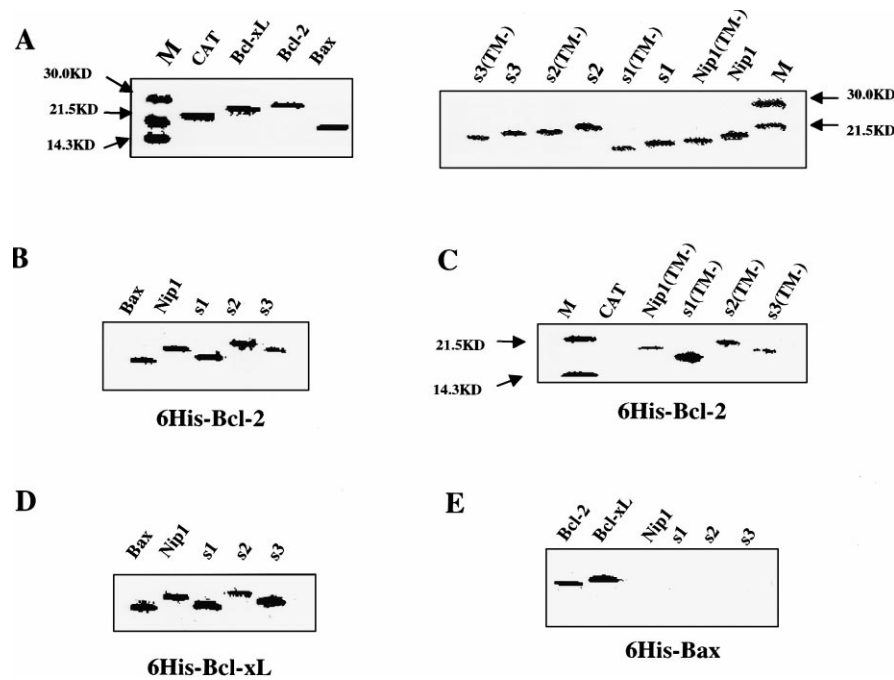 A
M CAT Bcl-xL Bcl-2 Bax
30.0KD
21.5KD
14.3KD
s3(TM-) s3 s2(TM-) s2 s1(TM-) s1 Nip1(TM-) Nip1 M
30.0KD
21.5KD
B
Bax Nip1 s1 s2 s3
6His-Bcl-2
C
M CAT Nip1(TM-) s1(TM-) s2(TM-) s3(TM-)
21.5KD
14.3KD
6His-Bcl-2
D
Bax Nip1 s1 s2 s3
6His-Bcl-xL
E
Bcl-2 Bcl-xL Nip1 s1 s2 s3
6His-Bax